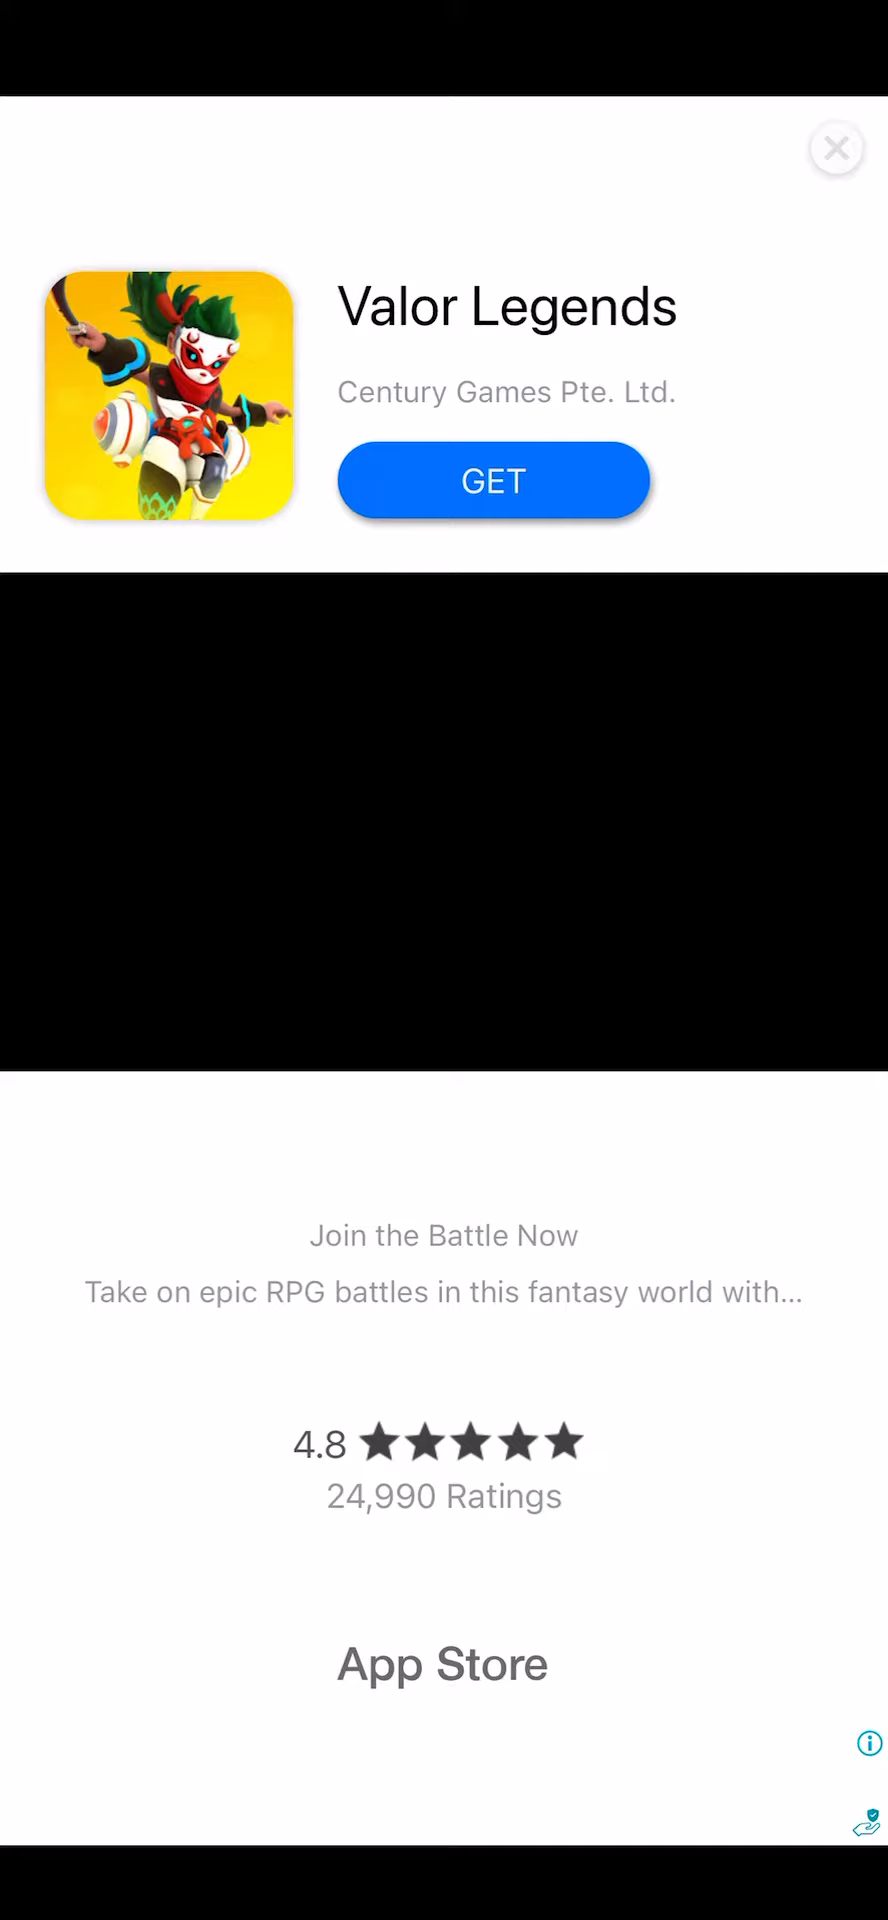 Valor Legends
Century Games Pte. Ltd.
GET
Join the Battle Now
Take on epic RPG battles in this fantasy world with...
4.8
24,990 Ratings
App Store